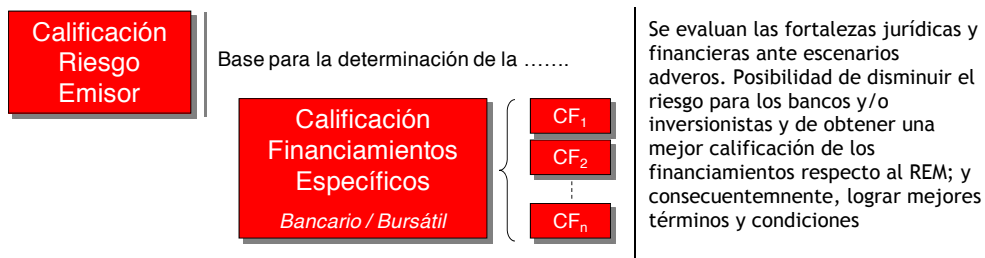 Calificación
Riesgo
Emisor
Base para la determinación de la …….
Calificación
Financiamientos
Específicos
Bancario / Bursátil
CF1
CF2
CFn
Se evaluan las fortalezas jurídicas y
financieras ante escenarios
adveros. Posibilidad de disminuir el
riesgo para los bancos y/o
inversionistas y de obtener una
mejor calificación de los
financiamientos respecto al REM; y
consecuentemnente, lograr mejores
términos y condiciones